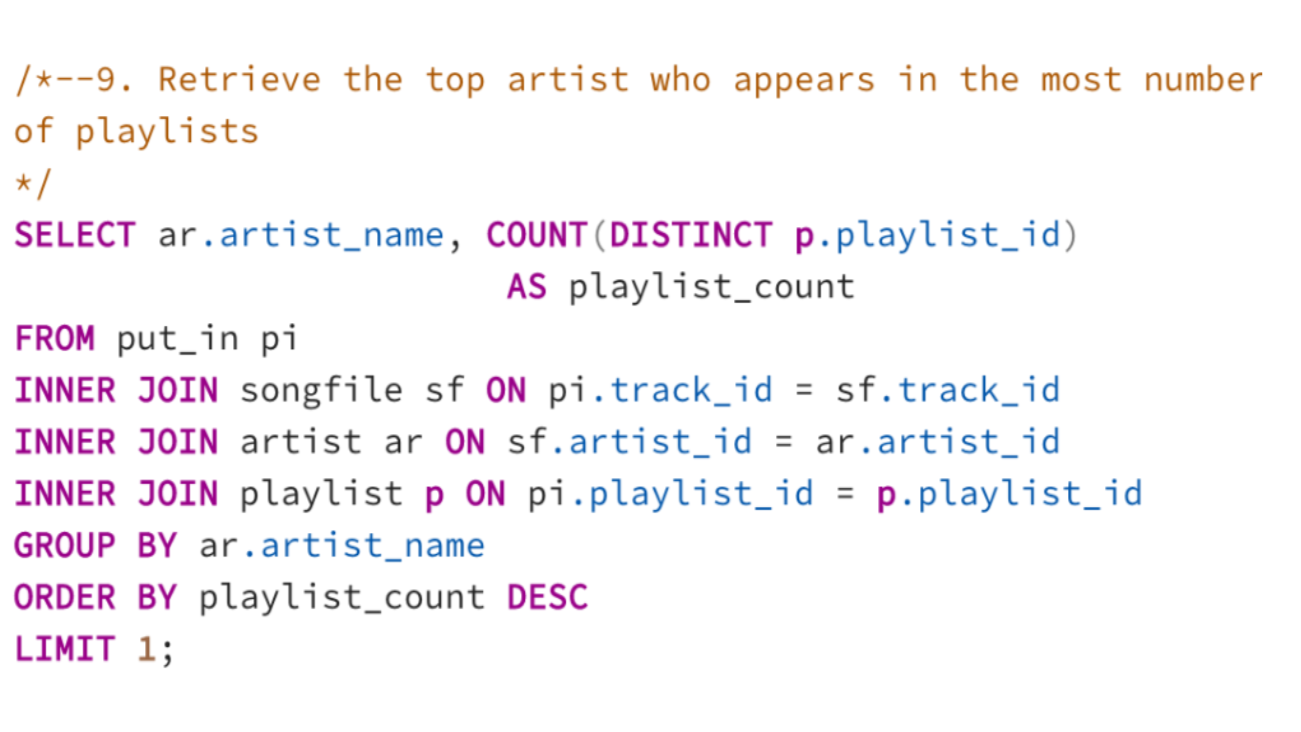 /*--9. Retrieve the top artist who appears in the most number
of playlists
*/
SELECT ar.artist_name, COUNT(DISTINCT p.playlist_id)
AS playlist_count
FROM put_in pi
INNER JOIN songfile sf ON pi.track_id = sf.track_id
INNER JOIN artist ar ON sf.artist_id = ar.artist_id
INNER JOIN playlist p ON pi.playlist_id = p.playlist_id
GROUP BY ar.artist_name
ORDER BY playlist_count DESC
LIMIT 1;